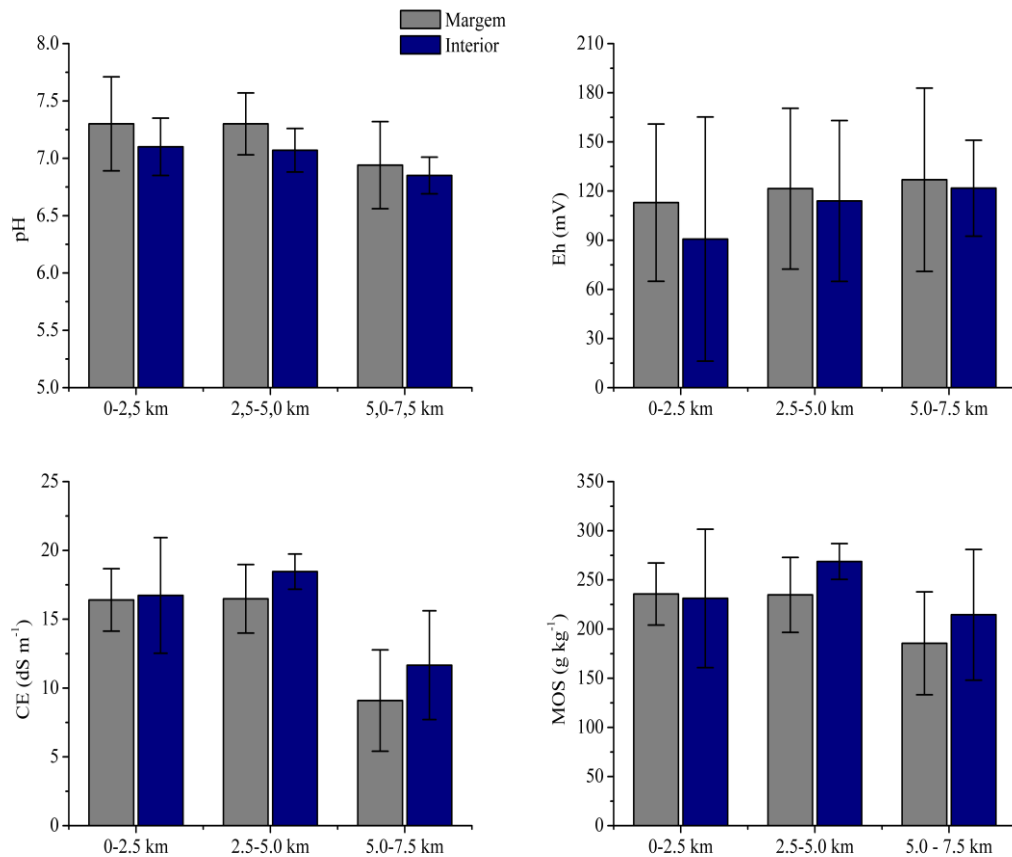 Margem
Interior
8.0
7.5
7.0
6.5
6.0
5.5
5.0
pH
0-2,5 km
2,5-5,0 km
5,0-7,5 km
210
180
150
120
90
60
30
0
Eh (mV)
0-2.5 km
2.5-5.0 km
5.0-7.5 km
25
20
15
10
5
0
CE (dS m⁻¹)
0-2.5 km
2.5-5.0 km
5.0-7.5 km
350
300
250
200
150
100
50
0
MOS (g kg⁻¹)
0-2.5 km
2.5-5.0 km
5.0 - 7.5 km